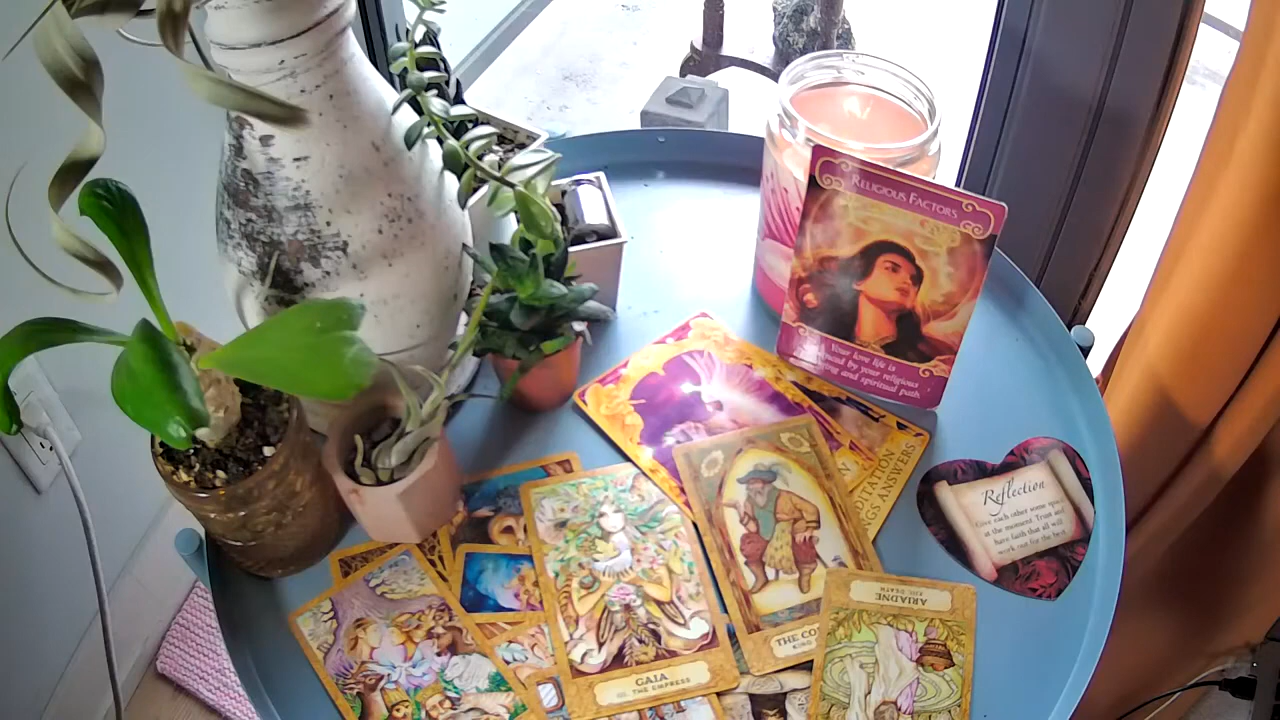 RELIGIOUS FACTORS
Your love life is
by your religious
and spiritual path.
MEDITATION
BRINGS ANSWERS
Reflection
Give each other some space
at the moment. Trust and
have faith that all will
work out for the best.
GAIA
III. THE EMPRESS
THE
KING
ARIADNE
XIII. DEATH